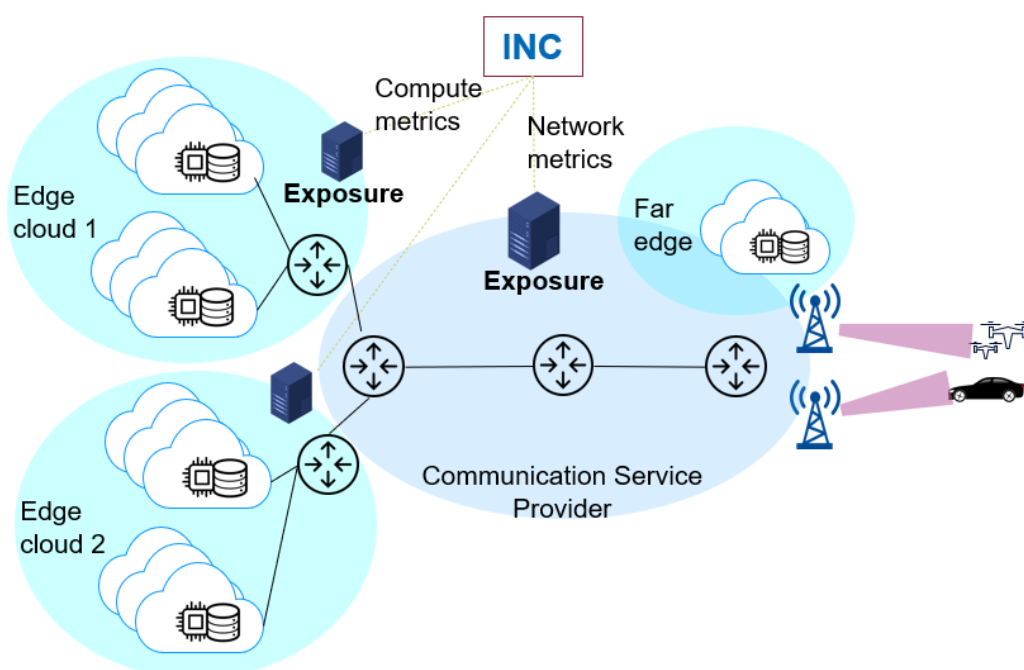 INC
Compute
metrics
Network
metrics
Exposure
Edge
cloud 1
Far
edge
Exposure
Communication Service
Provider
Edge
cloud 2